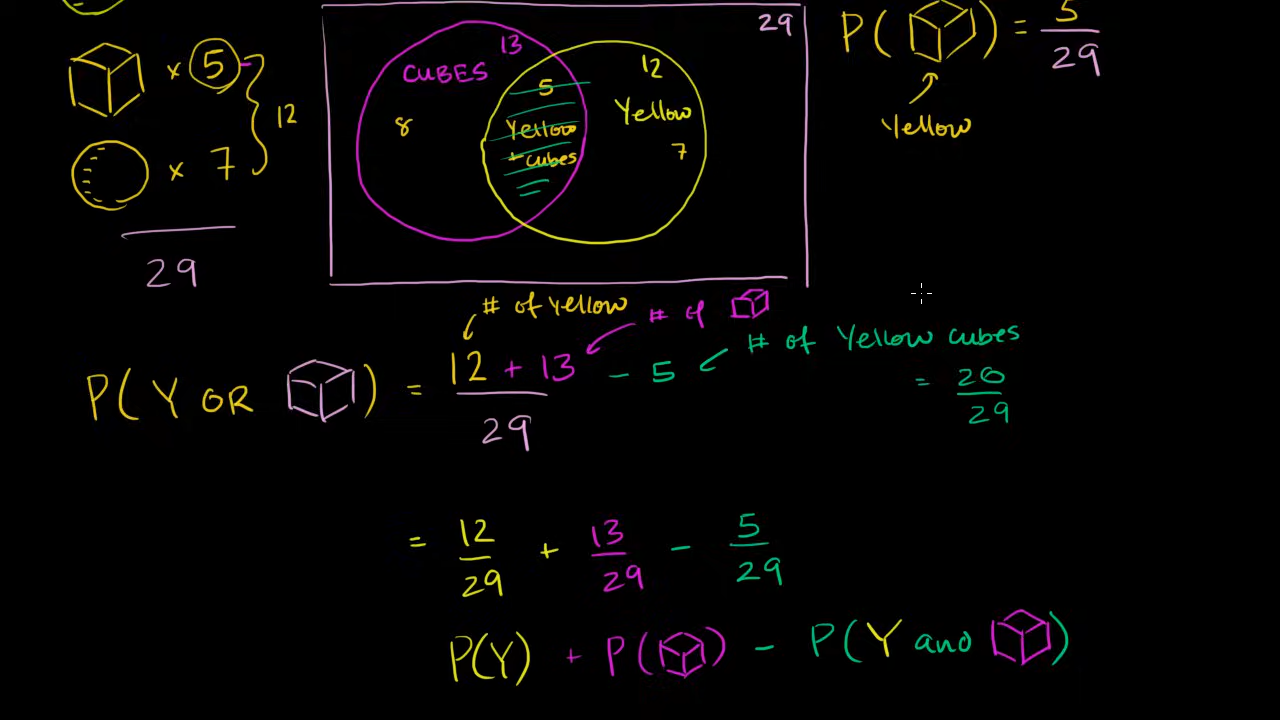 × 5
12
× 7
29
29
13
CUBES
8
5
Yellow
+ cubes
12
Yellow
7
P( ) = 5/29
Yellow
# of Yellow
# of
# of Yellow cubes
P( Y OR ) = 12 + 13 - 5
29
= 20/29
= 12/29 + 13/29 - 5/29
P(Y) + P( ) - P( Y and )